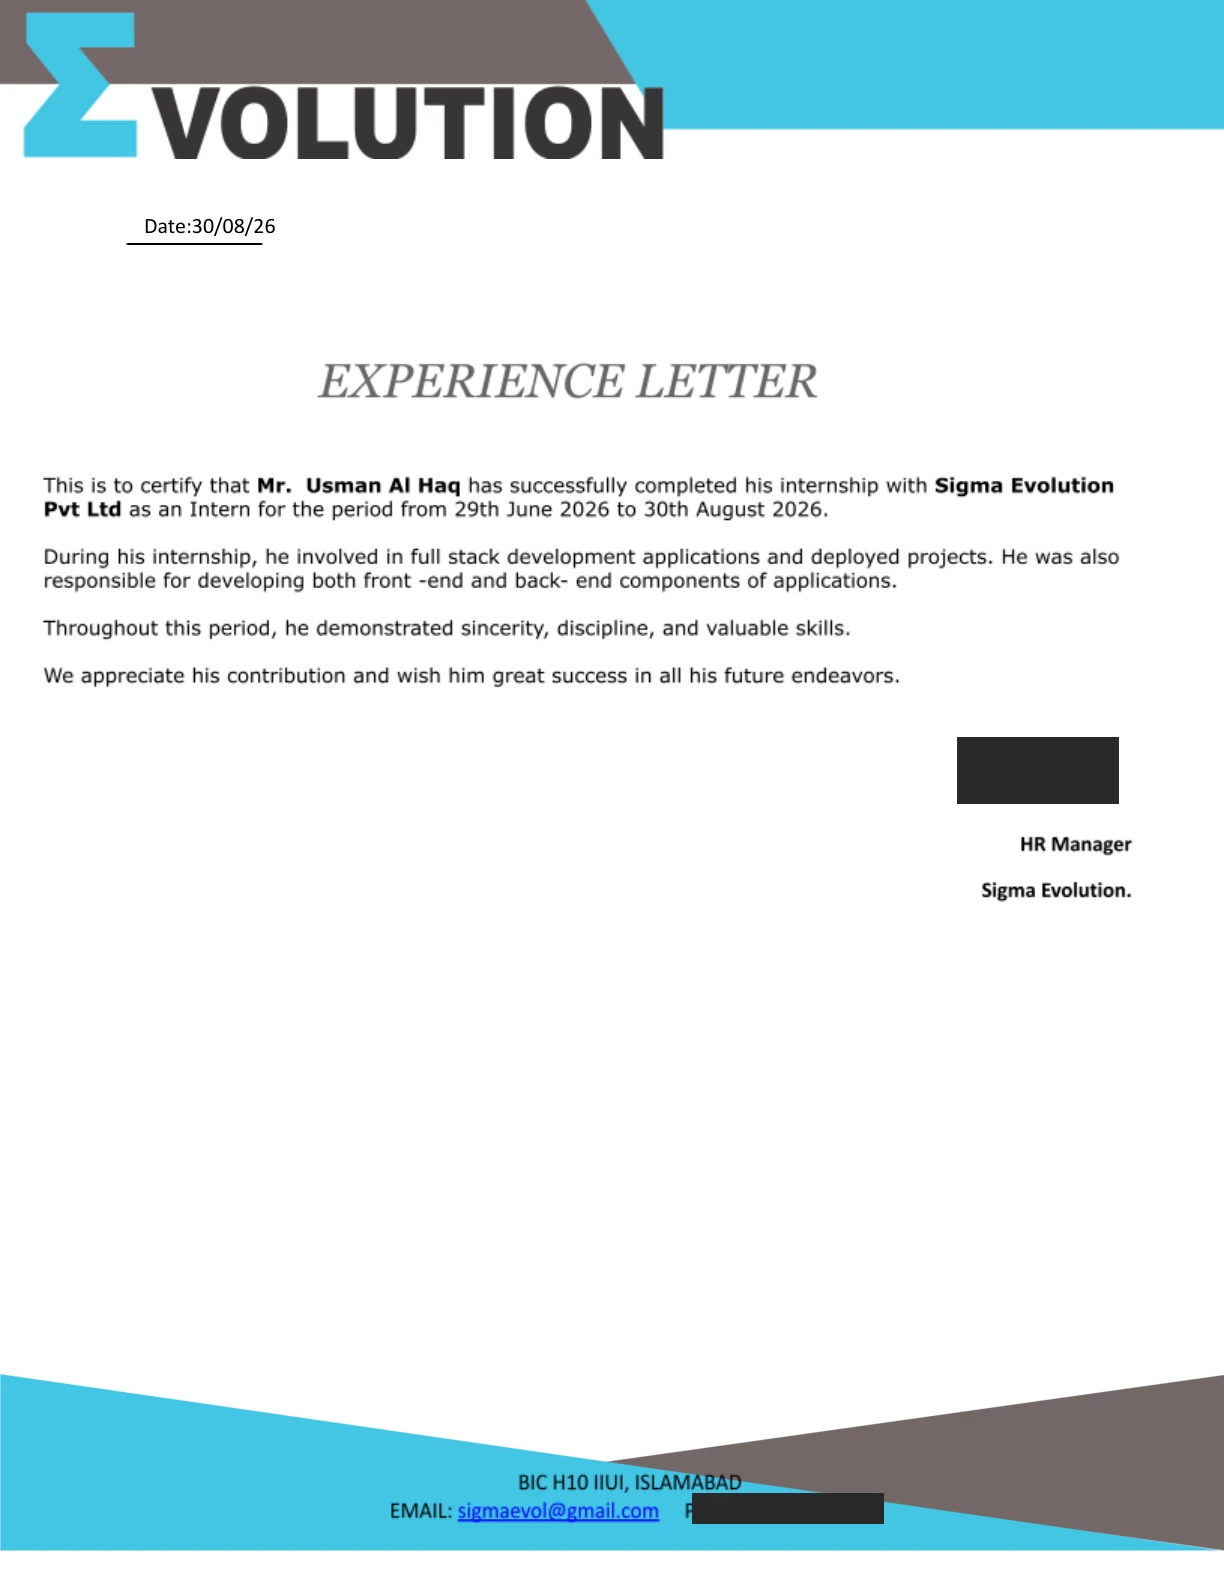 ΣVOLUTION
Date:30/08/26
EXPERIENCE LETTER
This is to certify that Mr.  Usman Al Haq has successfully completed his internship with Sigma Evolution
Pvt Ltd as an Intern for the period from 29th June 2026 to 30th August 2026.
During his internship, he involved in full stack development applications and deployed projects. He was also
responsible for developing both front -end and back- end components of applications.
Throughout this period, he demonstrated sincerity, discipline, and valuable skills.
We appreciate his contribution and wish him great success in all his future endeavors.
HR Manager
Sigma Evolution.
BIC H10 IIUI, ISLAMABAD
EMAIL: sigmaevol@gmail.com